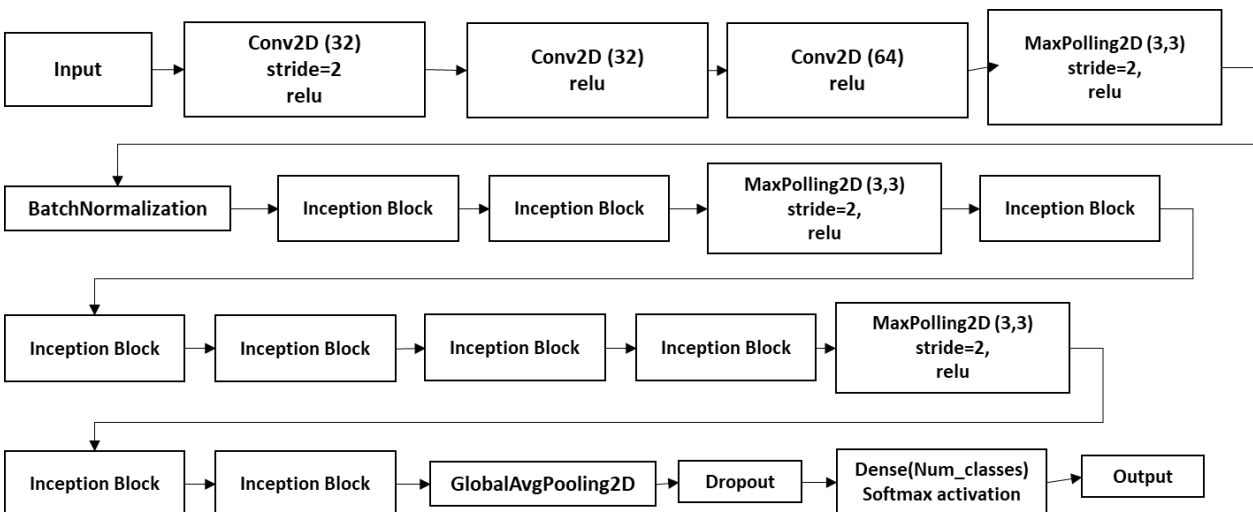 Input
Conv2D (32)
stride=2
relu
Conv2D (32)
relu
Conv2D (64)
relu
MaxPolling2D (3,3)
stride=2,
relu
BatchNormalization
Inception Block
Inception Block
MaxPolling2D (3,3)
stride=2,
relu
Inception Block
Inception Block
Inception Block
Inception Block
Inception Block
MaxPolling2D (3,3)
stride=2,
relu
Inception Block
Inception Block
GlobalAvgPooling2D
Dropout
Dense(Num_classes)
Softmax activation
Output